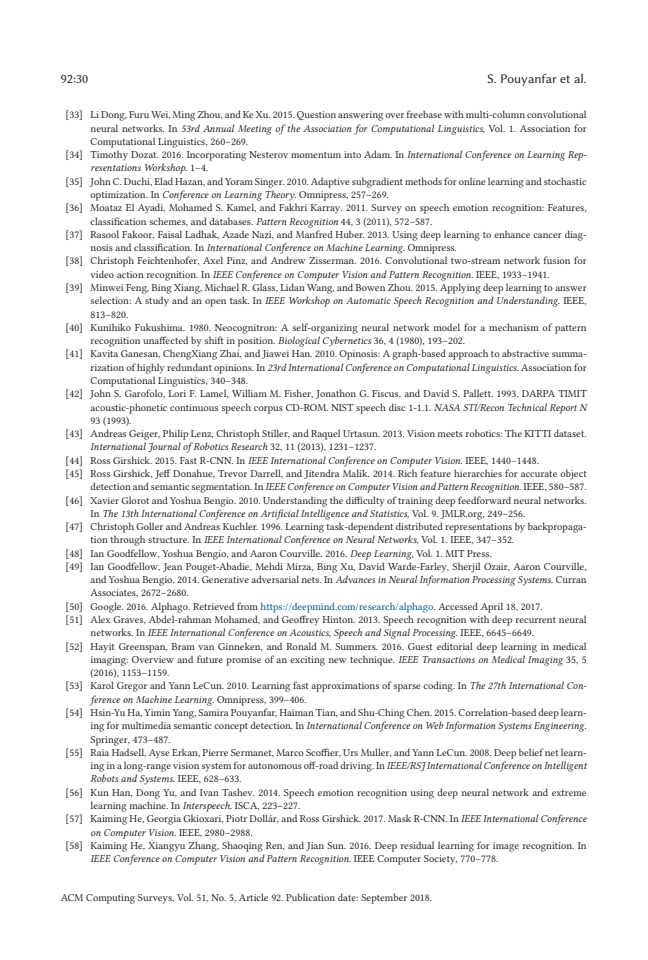 92:30 S. Pouyanfar et al.
[33] Li Dong, Furu Wei, Ming Zhou, and Ke Xu. 2015. Question answering over freebase with multi-column convolutional
neural networks. In 53rd Annual Meeting of the Association for Computational Linguistics, Vol. 1. Association for
Computational Linguistics, 260–269.
[34] Timothy Dozat. 2016. Incorporating Nesterov momentum into Adam. In International Conference on Learning Rep-
resentations Workshop. 1–4.
[35] John C. Duchi, Elad Hazan, and Yoram Singer. 2010. Adaptive subgradient methods for online learning and stochastic
optimization. In Conference on Learning Theory. Omnipress, 257–269.
[36] Moataz El Ayadi, Mohamed S. Kamel, and Fakhri Karray. 2011. Survey on speech emotion recognition: Features,
classification schemes, and databases. Pattern Recognition 44, 3 (2011), 572–587.
[37] Rasool Fakoor, Faisal Ladhak, Azade Nazi, and Manfred Huber. 2013. Using deep learning to enhance cancer diag-
nosis and classification. In International Conference on Machine Learning. Omnipress.
[38] Christoph Feichtenhofer, Axel Pinz, and Andrew Zisserman. 2016. Convolutional two-stream network fusion for
video action recognition. In IEEE Conference on Computer Vision and Pattern Recognition. IEEE, 1933–1941.
[39] Minwei Feng, Bing Xiang, Michael R. Glass, Lidan Wang, and Bowen Zhou. 2015. Applying deep learning to answer
selection: A study and an open task. In IEEE Workshop on Automatic Speech Recognition and Understanding. IEEE,
813–820.
[40] Kunihiko Fukushima. 1980. Neocognitron: A self-organizing neural network model for a mechanism of pattern
recognition unaffected by shift in position. Biological Cybernetics 36, 4 (1980), 193–202.
[41] Kavita Ganesan, ChengXiang Zhai, and Jiawei Han. 2010. Opinosis: A graph-based approach to abstractive summa-
rization of highly redundant opinions. In 23rd International Conference on Computational Linguistics. Association for
Computational Linguistics, 340–348.
[42] John S. Garofolo, Lori F. Lamel, William M. Fisher, Jonathon G. Fiscus, and David S. Pallett. 1993. DARPA TIMIT
acoustic-phonetic continuous speech corpus CD-ROM. NIST speech disc 1-1.1. NASA STI/Recon Technical Report N
93 (1993).
[43] Andreas Geiger, Philip Lenz, Christoph Stiller, and Raquel Urtasun. 2013. Vision meets robotics: The KITTI dataset.
International Journal of Robotics Research 32, 11 (2013), 1231–1237.
[44] Ross Girshick. 2015. Fast R-CNN. In IEEE International Conference on Computer Vision. IEEE, 1440–1448.
[45] Ross Girshick, Jeff Donahue, Trevor Darrell, and Jitendra Malik. 2014. Rich feature hierarchies for accurate object
detection and semantic segmentation. In IEEE Conference on Computer Vision and Pattern Recognition. IEEE, 580–587.
[46] Xavier Glorot and Yoshua Bengio. 2010. Understanding the difficulty of training deep feedforward neural networks.
In The 13th International Conference on Artificial Intelligence and Statistics, Vol. 9. JMLR.org, 249–256.
[47] Christoph Goller and Andreas Kuchler. 1996. Learning task-dependent distributed representations by backpropaga-
tion through structure. In IEEE International Conference on Neural Networks, Vol. 1. IEEE, 347–352.
[48] Ian Goodfellow, Yoshua Bengio, and Aaron Courville. 2016. Deep Learning, Vol. 1. MIT Press.
[49] Ian Goodfellow, Jean Pouget-Abadie, Mehdi Mirza, Bing Xu, David Warde-Farley, Sherjil Ozair, Aaron Courville,
and Yoshua Bengio. 2014. Generative adversarial nets. In Advances in Neural Information Processing Systems. Curran
Associates, 2672–2680.
[50] Google. 2016. Alphago. Retrieved from https://deepmind.com/research/alphago. Accessed April 18, 2017.
[51] Alex Graves, Abdel-rahman Mohamed, and Geoffrey Hinton. 2013. Speech recognition with deep recurrent neural
networks. In IEEE International Conference on Acoustics, Speech and Signal Processing. IEEE, 6645–6649.
[52] Hayit Greenspan, Bram van Ginneken, and Ronald M. Summers. 2016. Guest editorial deep learning in medical
imaging: Overview and future promise of an exciting new technique. IEEE Transactions on Medical Imaging 35, 5
(2016), 1153–1159.
[53] Karol Gregor and Yann LeCun. 2010. Learning fast approximations of sparse coding. In The 27th International Con-
ference on Machine Learning. Omnipress, 399–406.
[54] Hsin-Yu Ha, Yimin Yang, Samira Pouyanfar, Haiman Tian, and Shu-Ching Chen. 2015. Correlation-based deep learn-
ing for multimedia semantic concept detection. In International Conference on Web Information Systems Engineering.
Springer, 473–487.
[55] Raia Hadsell, Ayse Erkan, Pierre Sermanet, Marco Scoffier, Urs Muller, and Yann LeCun. 2008. Deep belief net learn-
ing in a long-range vision system for autonomous off-road driving. In IEEE/RSJ International Conference on Intelligent
Robots and Systems. IEEE, 628–633.
[56] Kun Han, Dong Yu, and Ivan Tashev. 2014. Speech emotion recognition using deep neural network and extreme
learning machine. In Interspeech. ISCA, 223–227.
[57] Kaiming He, Georgia Gkioxari, Piotr Dollár, and Ross Girshick. 2017. Mask R-CNN. In IEEE International Conference
on Computer Vision. IEEE, 2980–2988.
[58] Kaiming He, Xiangyu Zhang, Shaoqing Ren, and Jian Sun. 2016. Deep residual learning for image recognition. In
IEEE Conference on Computer Vision and Pattern Recognition. IEEE Computer Society, 770–778.
ACM Computing Surveys, Vol. 51, No. 5, Article 92. Publication date: September 2018.